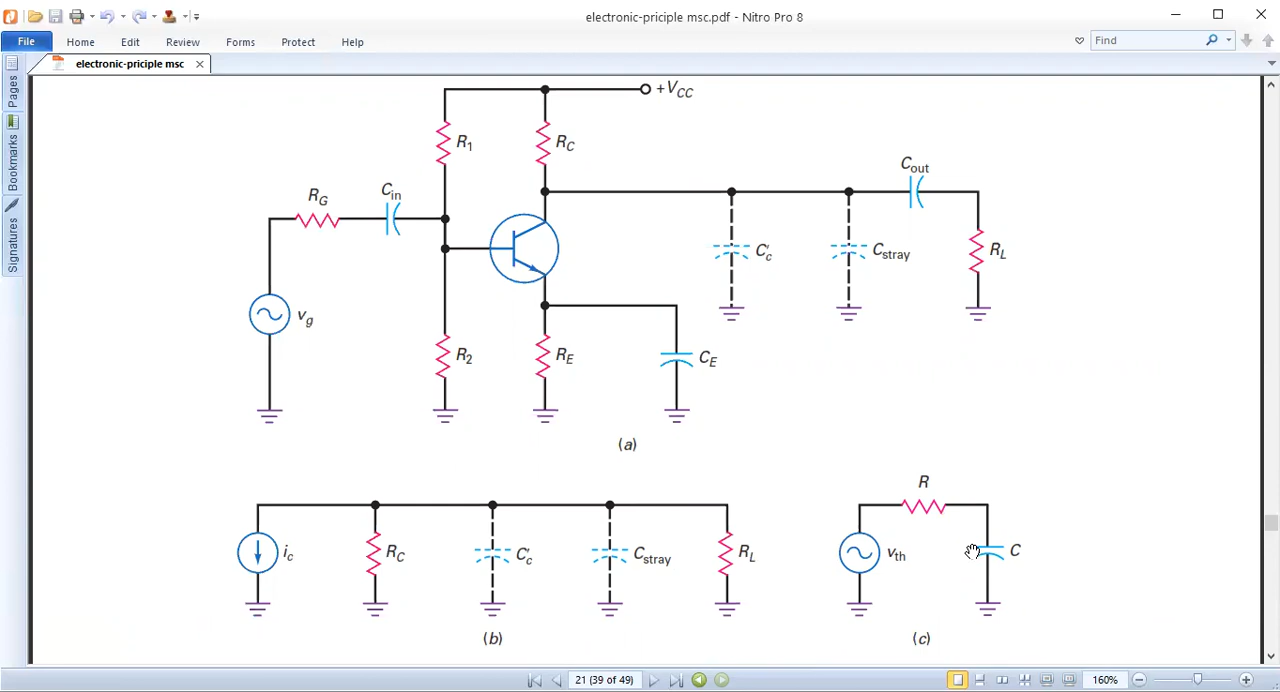 electronic-priciple msc.pdf - Nitro Pro 8
File Home Edit Review Forms Protect Help
Find
electronic-priciple msc
Pages
Bookmarks
Signatures
+VCC
R1
RC
Cout
RG
Cin
C′c
Cstray
RL
vg
R2
RE
CE
(a)
R
ic
RC
C′c
Cstray
RL
vth
C
(b)
(c)
21 (39 of 49)
160%